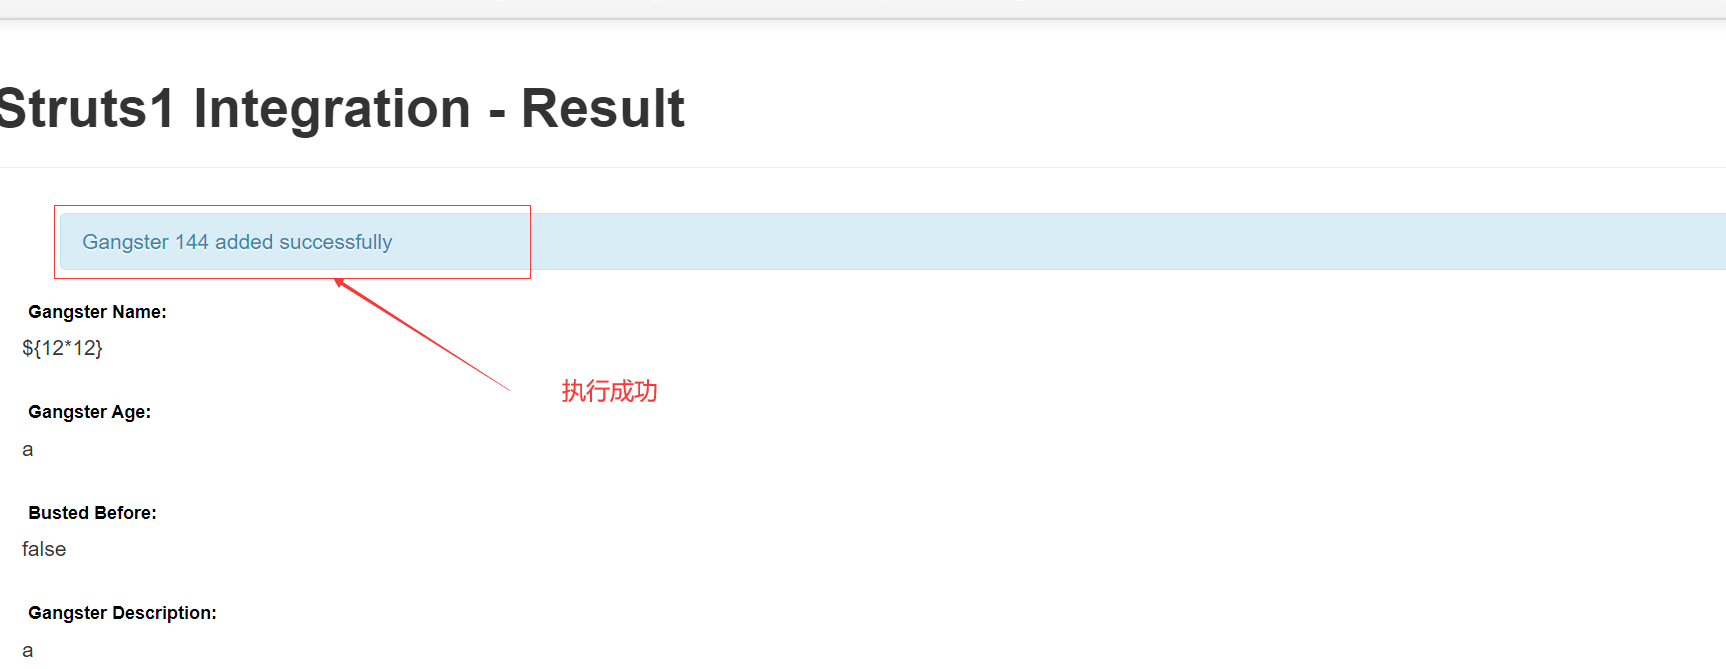 Struts1 Integration - Result
Gangster 144 added successfully
Gangster Name:
${12*12}
执行成功
Gangster Age:
a
Busted Before:
false
Gangster Description:
a